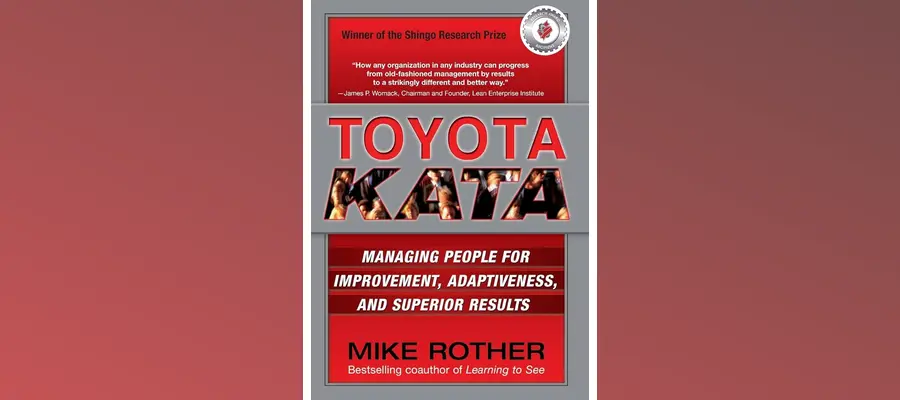 Winner of the Shingo Research Prize
“How any organization in any industry can progress
from old-fashioned management by results
to a strikingly different and better way.”
—James P. Womack, Chairman and Founder, Lean Enterprise Institute
TOYOTA
KATA
MANAGING PEOPLE FOR
IMPROVEMENT, ADAPTIVENESS,
AND SUPERIOR RESULTS
MIKE ROTHER
Bestselling coauthor of Learning to See